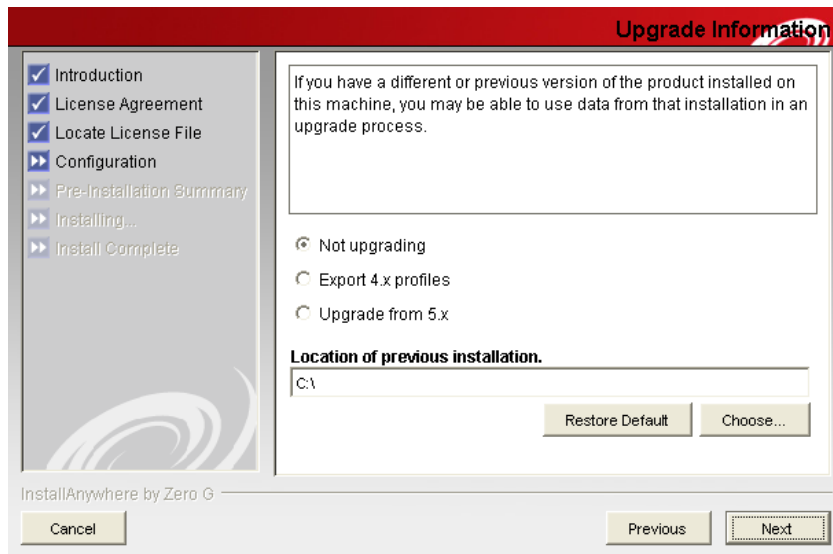 Upgrade Information
Introduction
License Agreement
Locate License File
Configuration
Pre-Installation Summary
Installing...
Install Complete
If you have a different or previous version of the product installed on
this machine, you may be able to use data from that installation in an
upgrade process.
Not upgrading
Export 4.x profiles
Upgrade from 5.x
Location of previous installation.
C:\
Restore Default
Choose...
InstallAnywhere by Zero G
Cancel
Previous
Next